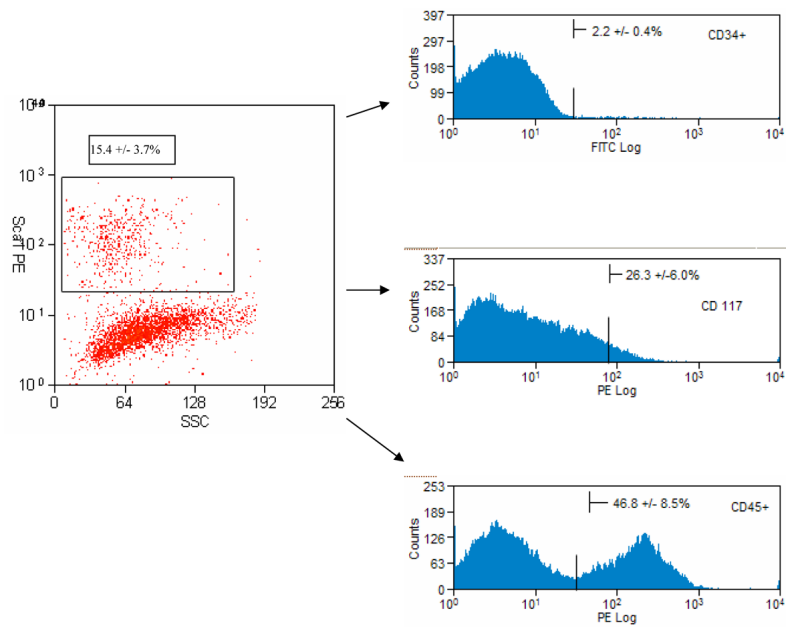 10⁴
15.4 +/- 3.7%
10³
10²
10¹
10⁰
Sca1 PE
0 64 128 192 256
SSC
397
297
198
99
0
Counts
2.2 +/- 0.4%
CD34+
10⁰ 10¹ 10² 10³ 10⁴
FITC Log
337
252
168
84
0
Counts
26.3 +/-6.0%
CD 117
10⁰ 10¹ 10² 10³ 10⁴
PE Log
253
189
126
63
0
Counts
46.8 +/- 8.5%
CD45+
10⁰ 10¹ 10² 10³ 10⁴
PE Log